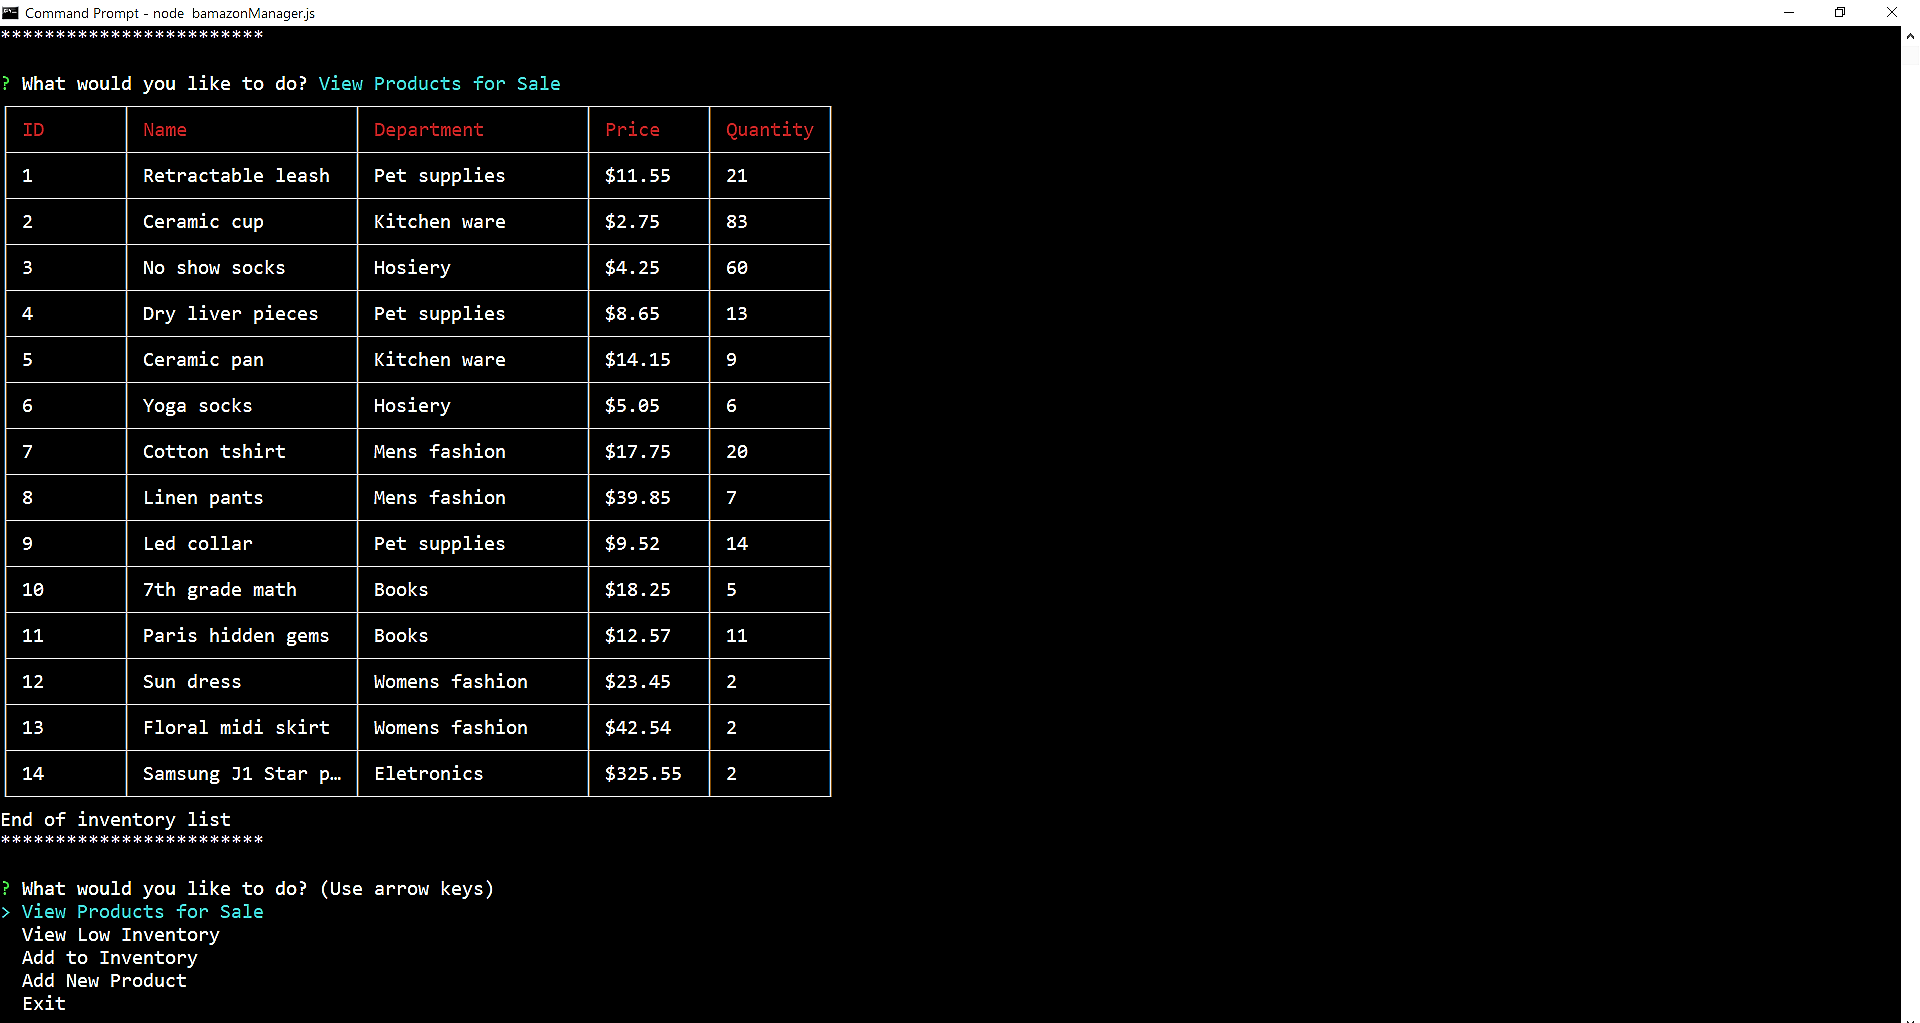 Command Prompt - node  bamazonManager.js
************************
? What would you like to do? View Products for Sale
ID Name Department Price Quantity
1 Retractable leash Pet supplies $11.55 21
2 Ceramic cup Kitchen ware $2.75 83
3 No show socks Hosiery $4.25 60
4 Dry liver pieces Pet supplies $8.65 13
5 Ceramic pan Kitchen ware $14.15 9
6 Yoga socks Hosiery $5.05 6
7 Cotton tshirt Mens fashion $17.75 20
8 Linen pants Mens fashion $39.85 7
9 Led collar Pet supplies $9.52 14
10 7th grade math Books $18.25 5
11 Paris hidden gems Books $12.57 11
12 Sun dress Womens fashion $23.45 2
13 Floral midi skirt Womens fashion $42.54 2
14 Samsung J1 Star p… Eletronics $325.55 2
End of inventory list
************************
? What would you like to do? (Use arrow keys)
> View Products for Sale
View Low Inventory
Add to Inventory
Add New Product
Exit